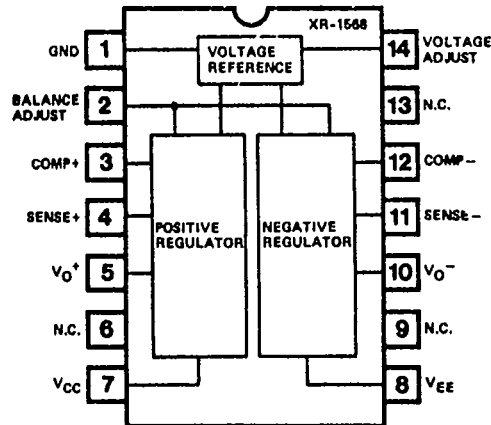 XR-1568
GND 1
VOLTAGE
REFERENCE
14 VOLTAGE
ADJUST
BALANCE
ADJUST 2
13 N.C.
COMP+ 3
12 COMP−
SENSE+ 4
11 SENSE−
POSITIVE
REGULATOR
NEGATIVE
REGULATOR
VO+ 5
10 VO−
N.C. 6
9 N.C.
VCC 7
8 VEE